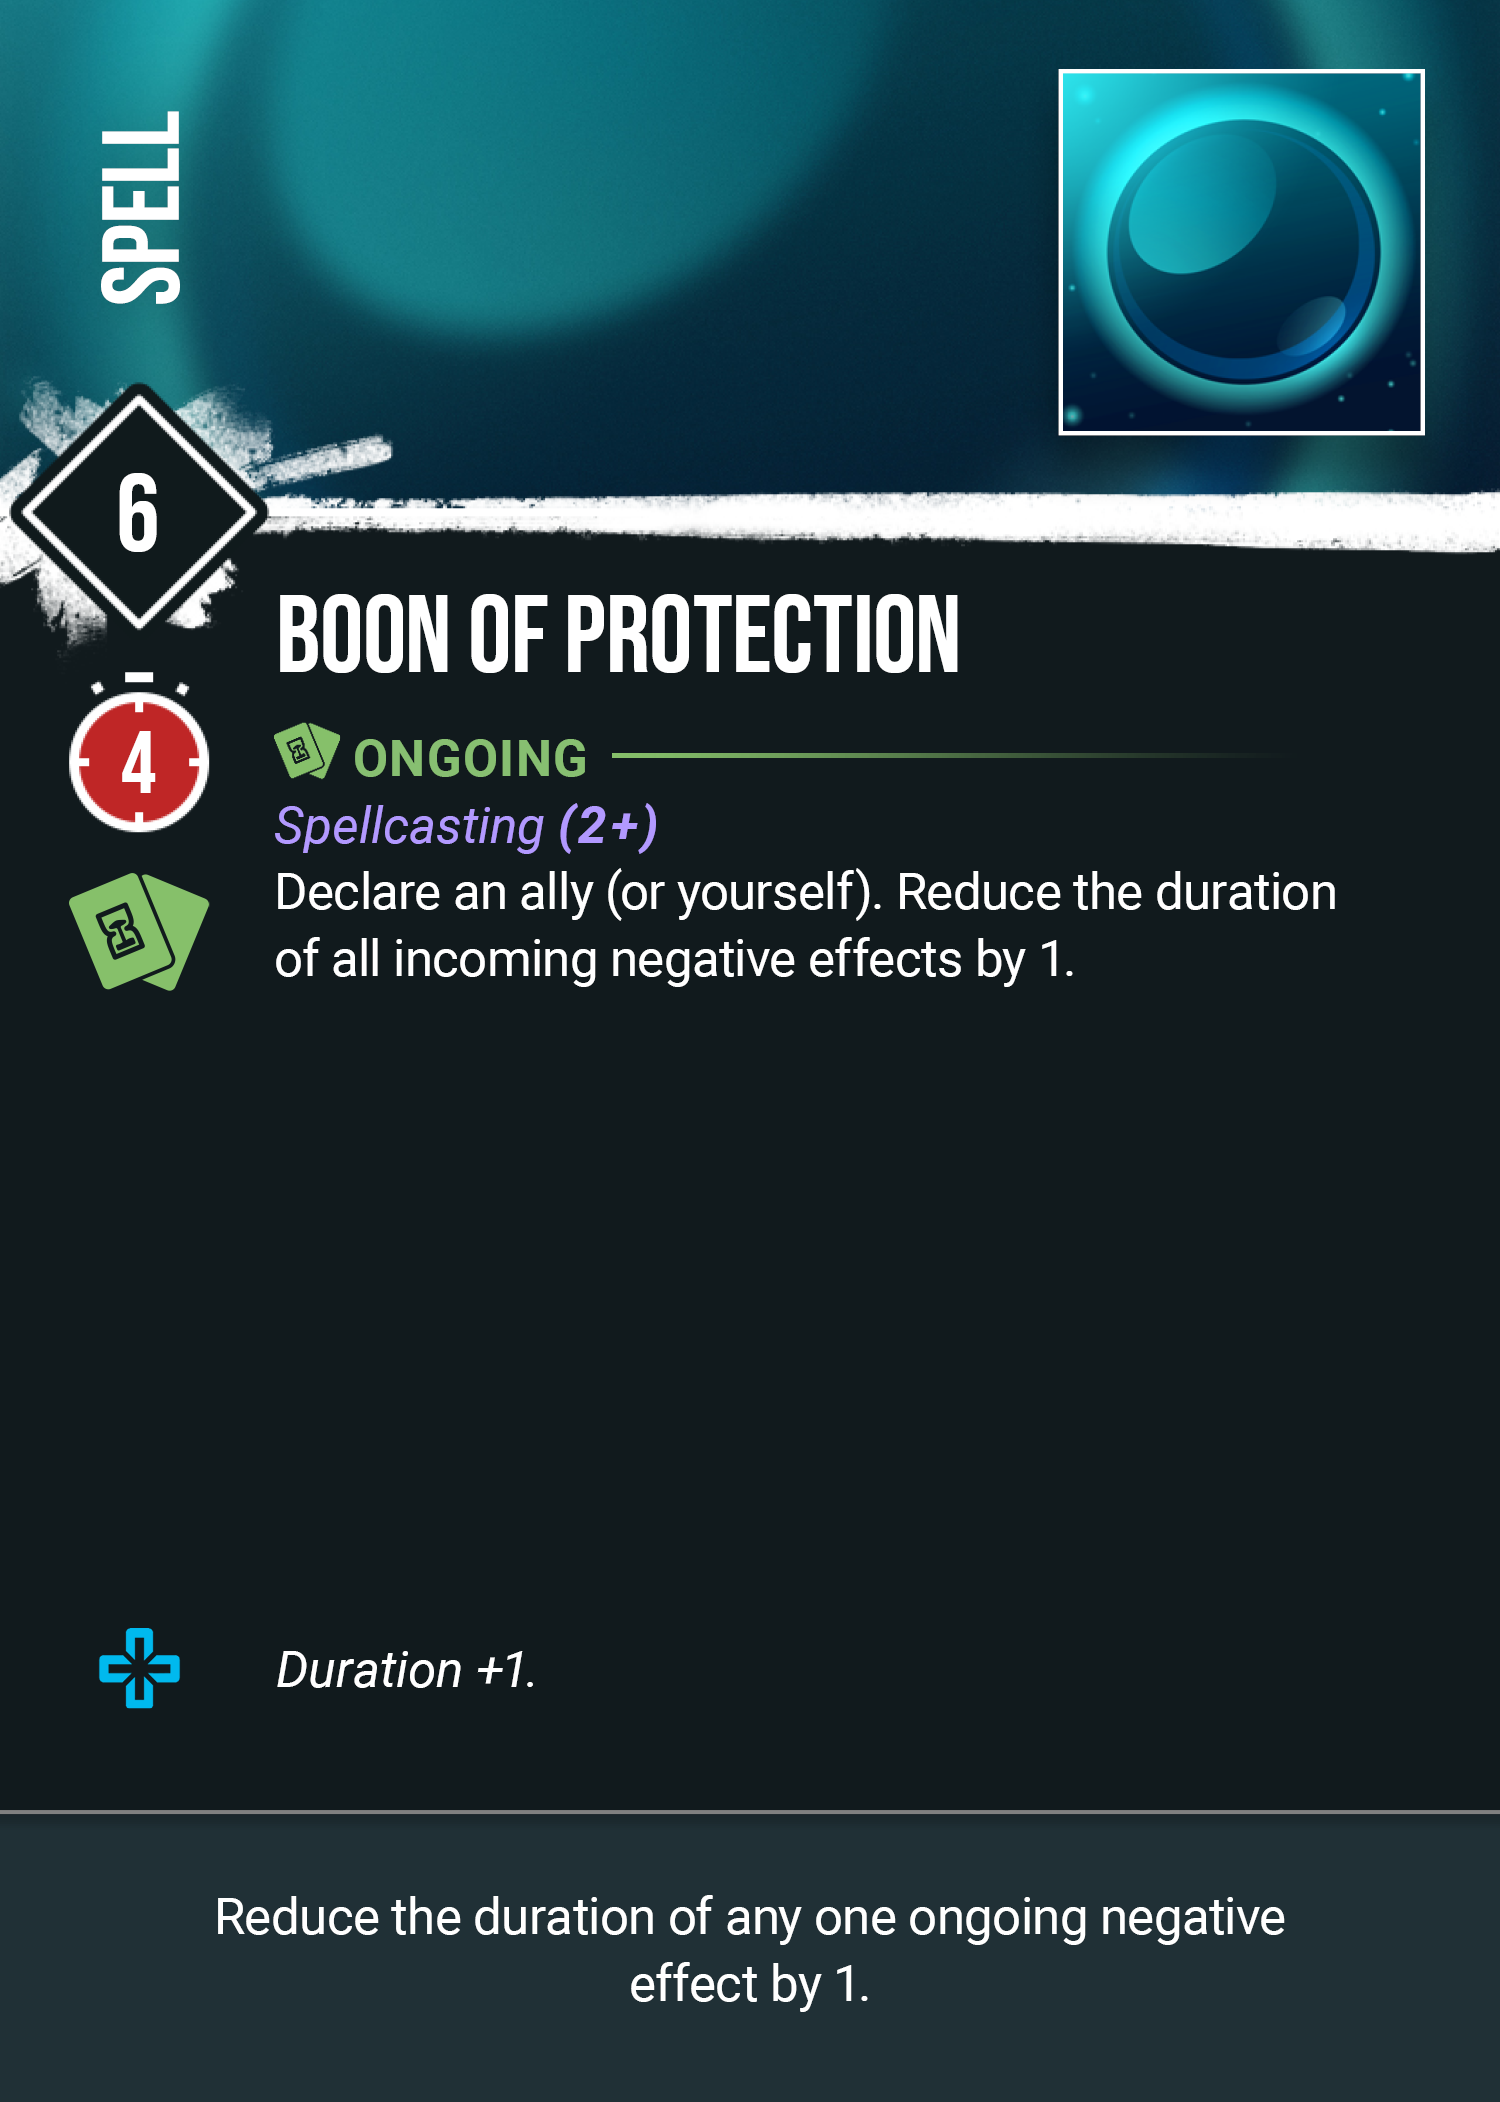 SPELL
6
BOON OF PROTECTION
4
ONGOING
Spellcasting (2+)
Declare an ally (or yourself). Reduce the duration
of all incoming negative effects by 1.
Duration +1.
Reduce the duration of any one ongoing negative
effect by 1.